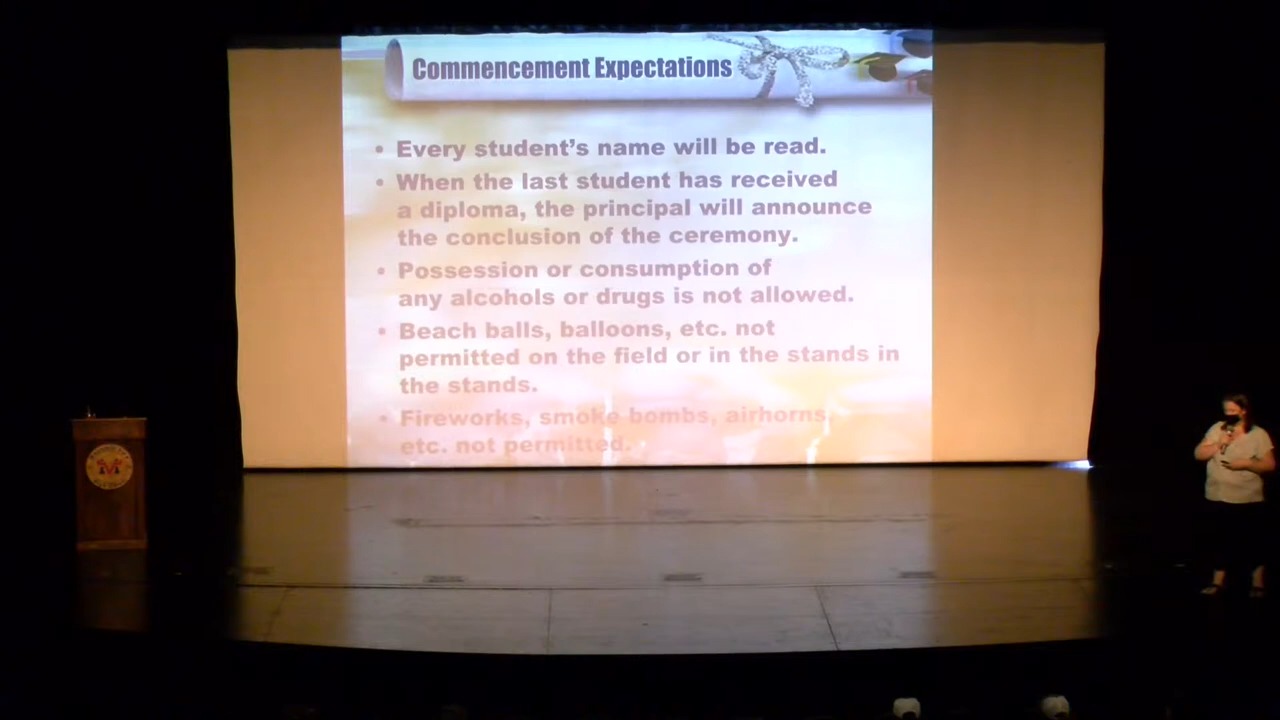 Commencement Expectations
• Every student's name will be read.
• When the last student has received
a diploma, the principal will announce
the conclusion of the ceremony.
• Possession or consumption of
any alcohols or drugs is not allowed.
• Beach balls, balloons, etc. not
permitted on the field or in the stands in
the stands.
• Fireworks, smoke bombs, airhorns,
etc. not permitted.